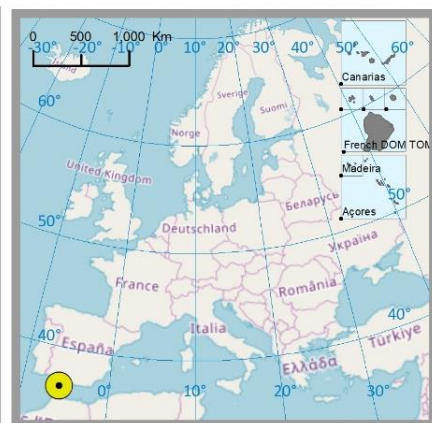 0 500 1,000 Km
-30° -20° -10° 0° 10° 20° 30° 40° 50° 60°
Ísland
Canarias
Sverige
Suomi
60°
Norge
French DOM TOM
United Kingdom
Madeira
50°
Беларусь
Açores
50°
Deutschland
Україна
France
România
40°
Italia
40°
España
Türkiye
Ελλάδα
0° 10° 20° 30°